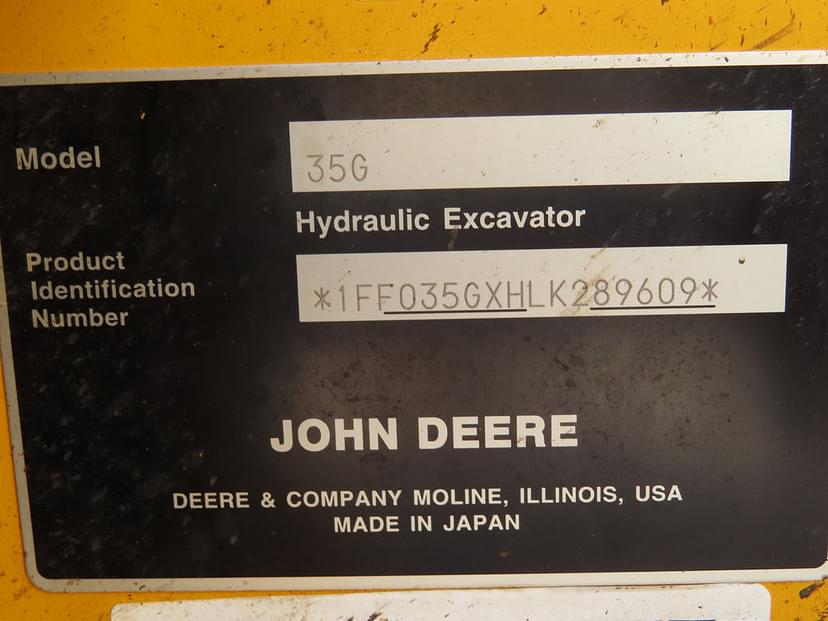 Model
35G
Hydraulic Excavator
Product
Identification
Number
*1FF035GXHLK289609*
JOHN DEERE
DEERE & COMPANY MOLINE, ILLINOIS, USA
MADE IN JAPAN